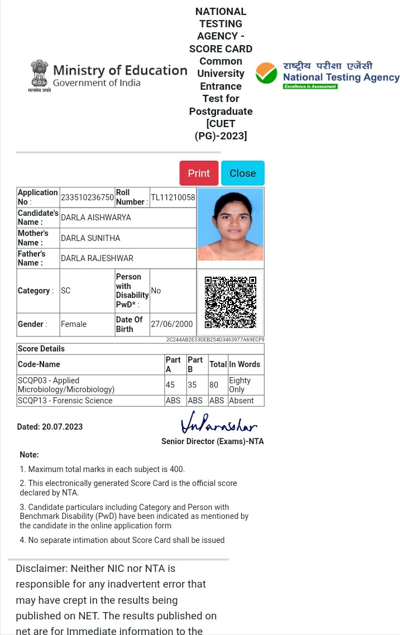 NATIONAL
TESTING
AGENCY -
SCORE CARD
Common
University
Entrance
Test for
Postgraduate
[CUET
(PG)-2023]
Ministry of Education
Government of India
राष्ट्रीय परीक्षा एजेंसी
National Testing Agency
Excellence in Assessment
Print Close
Application No : 233510236750 Roll Number : TL11210058
Candidate's Name : DARLA AISHWARYA
Mother's Name : DARLA SUNITHA
Father's Name : DARLA RAJESHWAR
Category : SC Person with Disability PwD* : No
Gender : Female Date Of Birth 27/06/2000
Score Details
Code-Name Part A Part B Total In Words
SCQP03 - Applied Microbiology/Microbiology) 45 35 80 Eighty Only
SCQP13 - Forensic Science ABS ABS ABS Absent
Dated: 20.07.2023
Senior Director (Exams)-NTA
Note:
1. Maximum total marks in each subject is 400.
2. This electronically generated Score Card is the official score
declared by NTA.
3. Candidate particulars including Category and Person with
Benchmark Disability (PwD) have been indicated as mentioned by
the candidate in the online application form
4. No separate intimation about Score Card shall be issued
Disclaimer: Neither NIC nor NTA is
responsible for any inadvertent error that
may have crept in the results being
published on NET. The results published on
net are for Immediate information to the